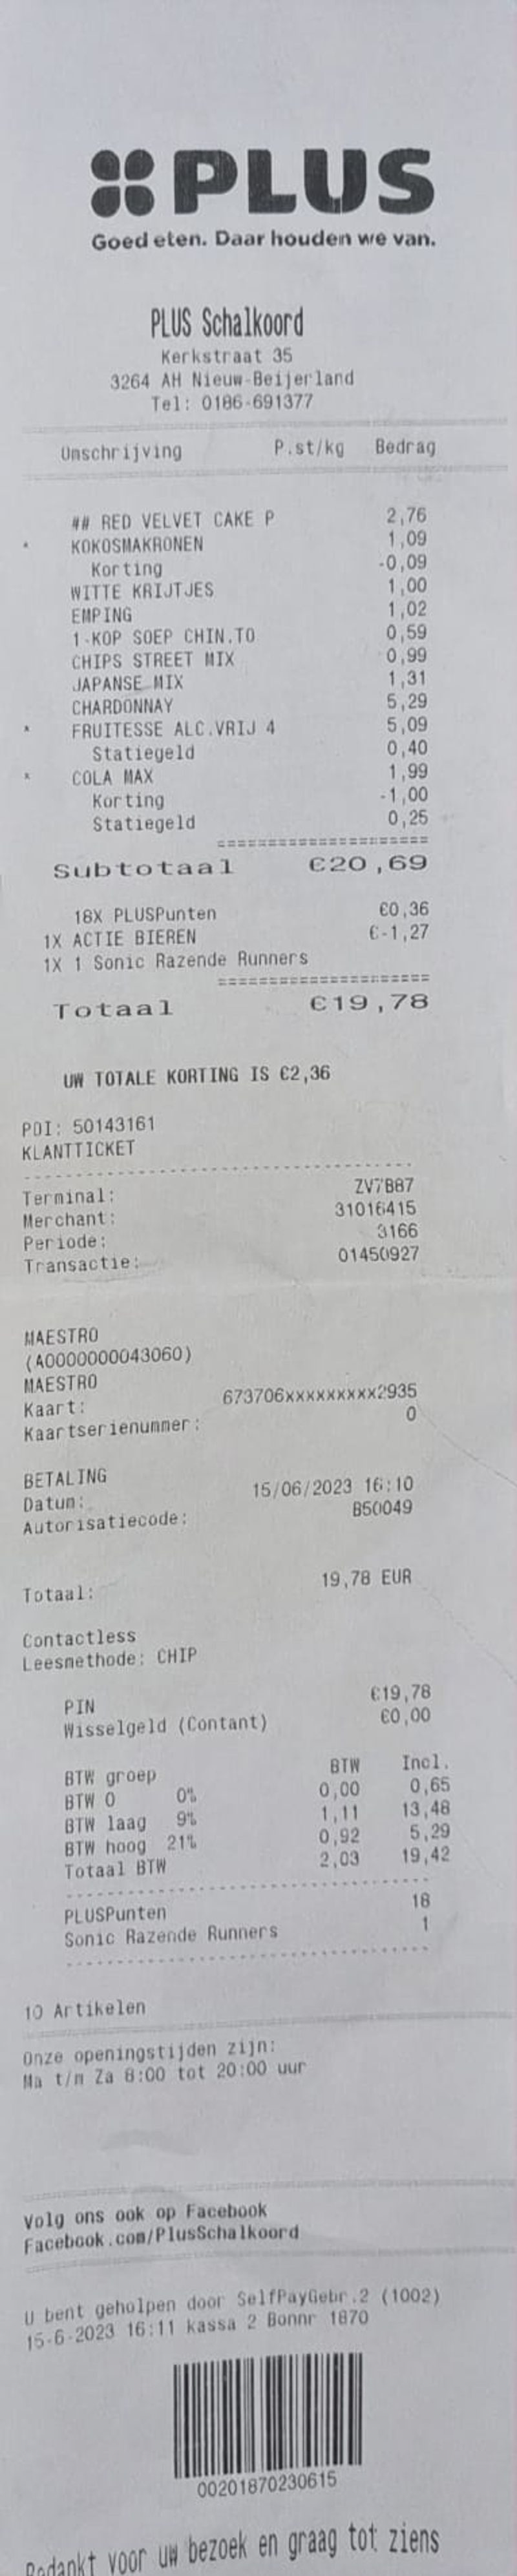 PLUS
Goed eten. Daar houden we van.
PLUS Schalkoord
Kerkstraat 35
3264 AH Nieuw-Beijerland
Tel: 0186-691377
Omschrijving P.st/kg Bedrag
## RED VELVET CAKE P 2,76
* KOKOSMAKRONEN 1,09
Korting -0,09
WITTE KRIJTJES 1,00
EMPING 1,02
1-KOP SOEP CHIN.TO 0,59
CHIPS STREET MIX 0,99
JAPANSE MIX 1,31
CHARDONNAY 5,29
* FRUITESSE ALC.VRIJ 4 5,09
Statiegeld 0,40
* COLA MAX 1,99
Korting -1,00
Statiegeld 0,25
=====================
Subtotaal €20,69
18X PLUSPunten €0,36
1X ACTIE BIEREN €-1,27
1X 1 Sonic Razende Runners
=====================
Totaal €19,78
UW TOTALE KORTING IS €2,36
POI: 50143161
KLANTTICKET
Terminal: ZV7B87
Merchant: 31016415
Periode: 3166
Transactie: 01450927
MAESTRO
(A0000000043060)
MAESTRO
Kaart: 673706xxxxxxxxx2935
Kaartserienummer: 0
BETALING
Datum: 15/06/2023 16:10
Autorisatiecode: B50049
Totaal: 19,78 EUR
Contactless
Leesmethode: CHIP
PIN €19,78
Wisselgeld (Contant) €0,00
BTW groep BTW Incl.
BTW 0 0% 0,00 0,65
BTW laag 9% 1,11 13,48
BTW hoog 21% 0,92 5,29
Totaal BTW 2,03 19,42
PLUSPunten 18
Sonic Razende Runners 1
10 Artikelen
Onze openingstijden zijn:
Ma t/m Za 8:00 tot 20:00 uur
Volg ons ook op Facebook
Facebook.com/PlusSchalkoord
U bent geholpen door SelfPayGebr.2 (1002)
15-6-2023 16:11 kassa 2 Bonnr 1870
00201870230615
Bedankt voor uw bezoek en graag tot ziens